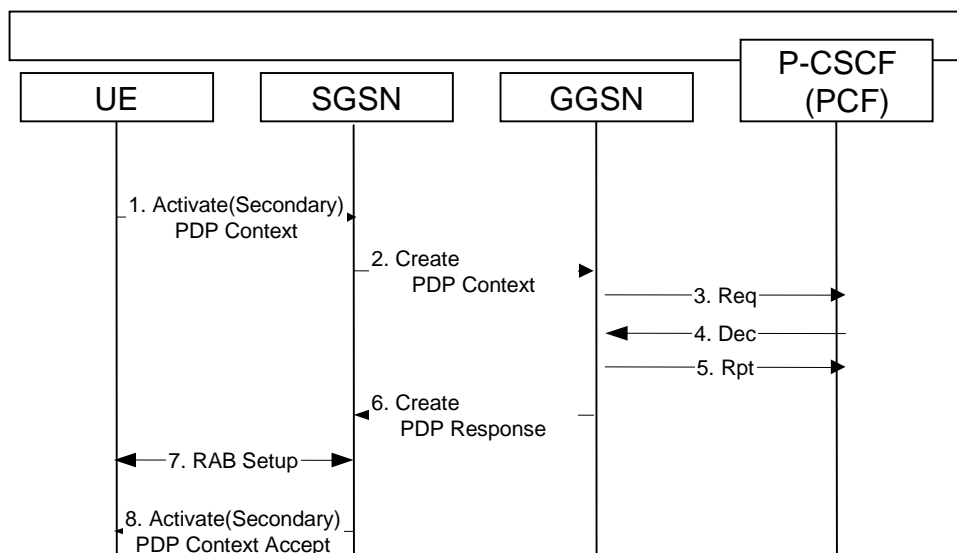 UE
SGSN
GGSN
P-CSCF
(PCF)
1. Activate(Secondary)
PDP Context
2. Create
PDP Context
3. Req
4. Dec
5. Rpt
6. Create
PDP Response
7. RAB Setup
8. Activate(Secondary)
PDP Context Accept